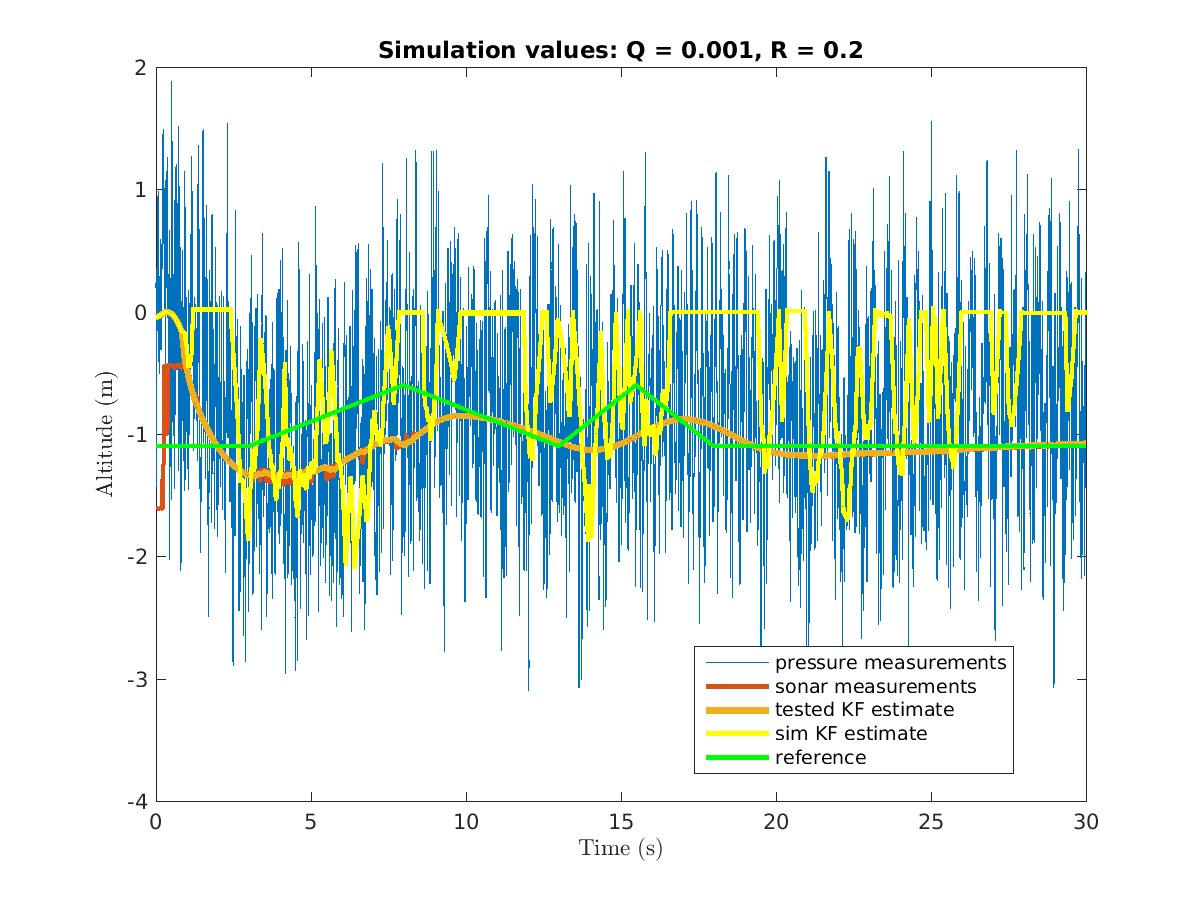 Simulation values: Q = 0.001, R = 0.2
2
1
0
-1
-2
-3
-4
Altitude (m)
pressure measurements
sonar measurements
tested KF estimate
sim KF estimate
reference
0
5
10
15
20
25
30
Time (s)